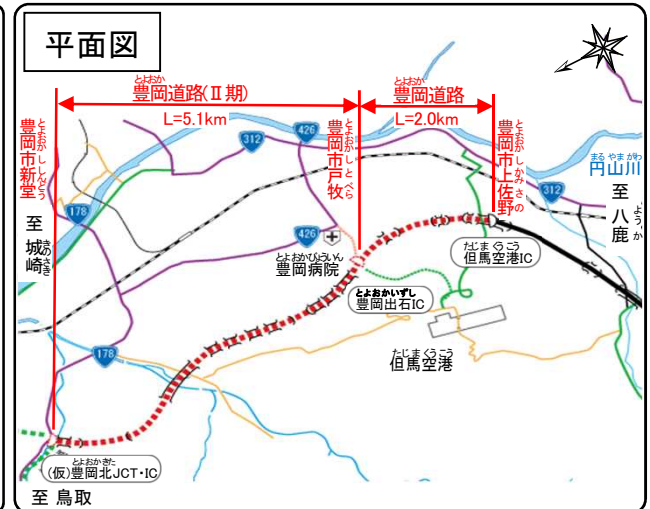 平面図
とよおか
豊岡道路(Ⅱ期)
L=5.1km
とよおか
豊岡道路
L=2.0km
豊岡市新堂
とよおかししんどう
豊岡市戸牧
とよおかしとべら
豊岡市上佐野
とよおかしかみさの
426
312
まるやまがわ
円山川
178
312
至 城崎
きのさき
至 八鹿
ようか
426
とよおかびょういん
豊岡病院
たじまくうこう
但馬空港IC
とよおかいずし
豊岡出石IC
178
たじまくうこう
但馬空港
とよおかきた
(仮)豊岡北JCT・IC
至 鳥取